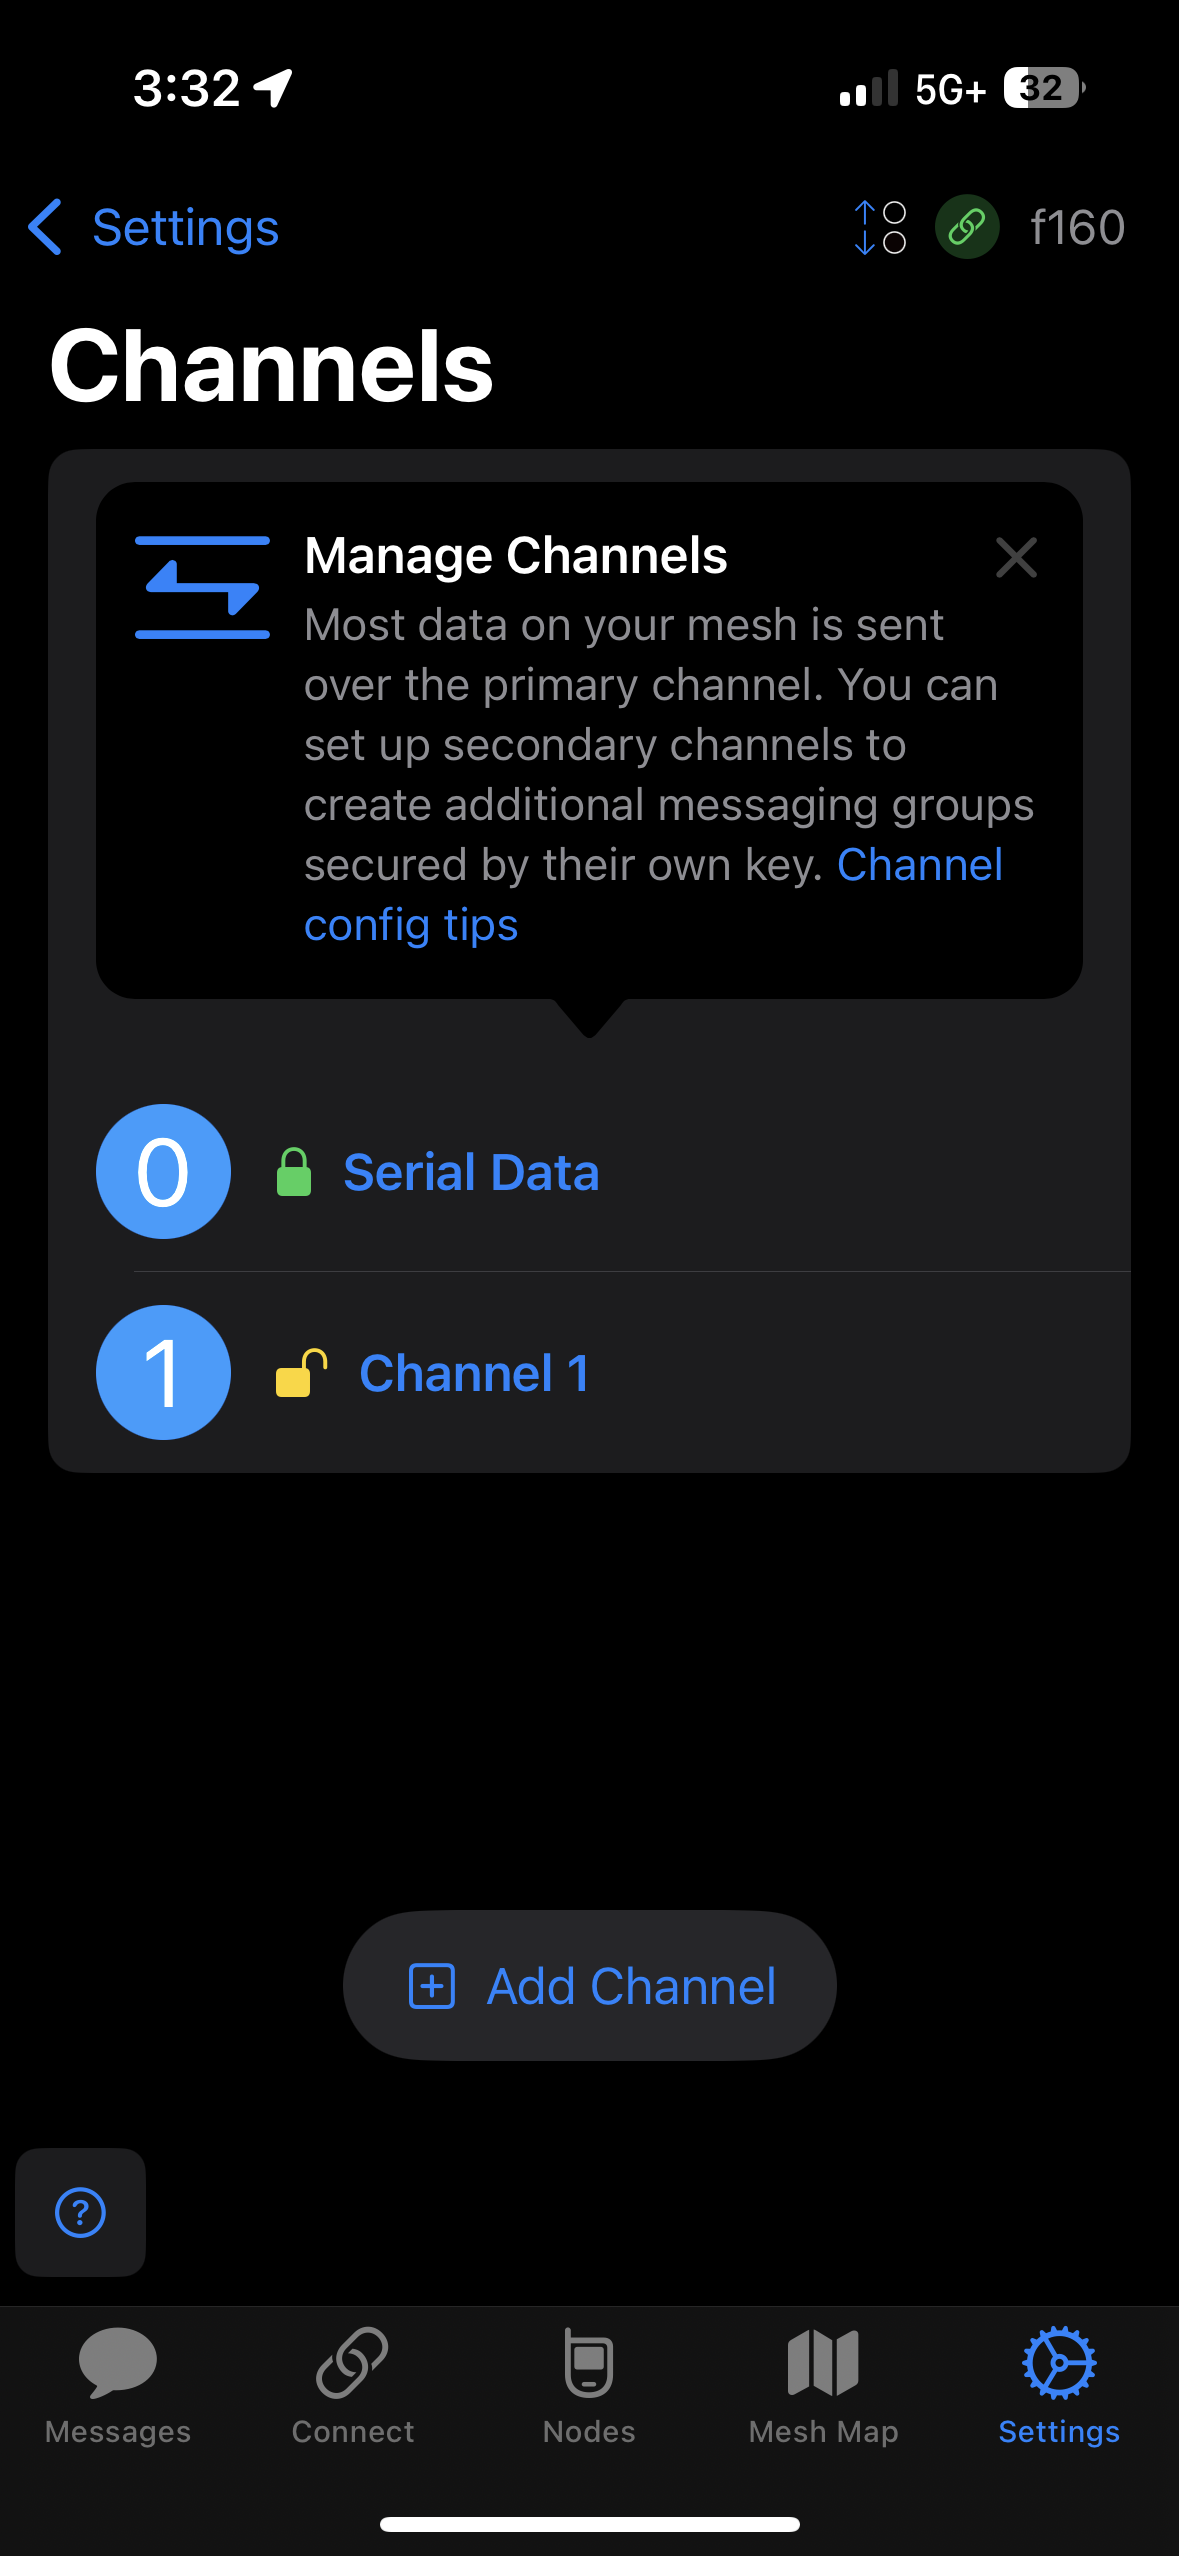 3:32
5G+ 32
Settings
f160
Channels
Manage Channels
Most data on your mesh is sent
over the primary channel. You can
set up secondary channels to
create additional messaging groups
secured by their own key. Channel
config tips
0 Serial Data
1 Channel 1
Add Channel
?
Messages Connect Nodes Mesh Map Settings